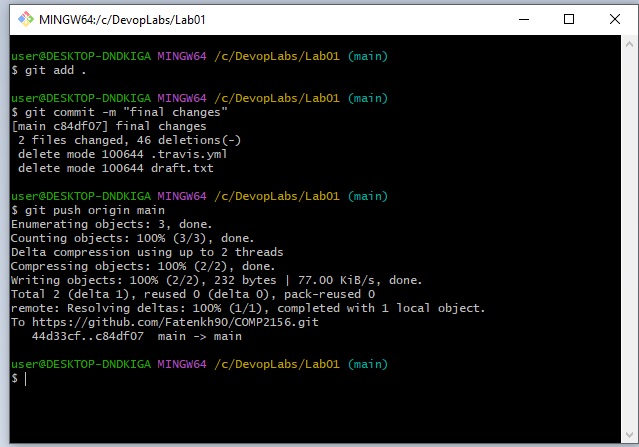 MINGW64:/c/DevopLabs/Lab01
user@DESKTOP-DNDKIGA MINGW64 /c/DevopLabs/Lab01 (main)
$ git add .
user@DESKTOP-DNDKIGA MINGW64 /c/DevopLabs/Lab01 (main)
$ git commit -m "final changes"
[main c84df07] final changes
 2 files changed, 46 deletions(-)
 delete mode 100644 .travis.yml
 delete mode 100644 draft.txt
user@DESKTOP-DNDKIGA MINGW64 /c/DevopLabs/Lab01 (main)
$ git push origin main
Enumerating objects: 3, done.
Counting objects: 100% (3/3), done.
Delta compression using up to 2 threads
Compressing objects: 100% (2/2), done.
Writing objects: 100% (2/2), 232 bytes | 77.00 KiB/s, done.
Total 2 (delta 1), reused 0 (delta 0), pack-reused 0
remote: Resolving deltas: 100% (1/1), completed with 1 local object.
To https://github.com/Fatenkh90/COMP2156.git
   44d33cf..c84df07  main -> main
user@DESKTOP-DNDKIGA MINGW64 /c/DevopLabs/Lab01 (main)
$